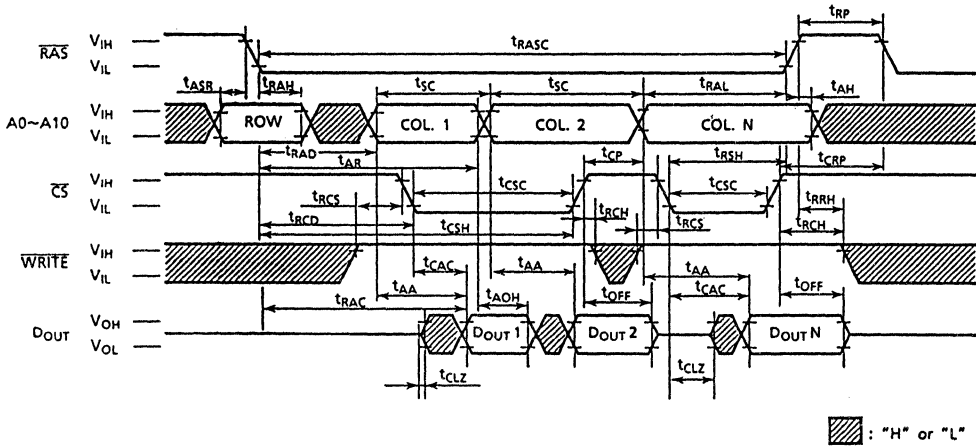 tRP
RAS VIH VIL
tRASC
tASR tRAH
tSC tSC tRAL tAH
A0~A10 VIH VIL
ROW COL. 1 COL. 2 COL. N
tRAD tCP tRSH tCRP
tAR
CS VIH VIL
tCSC tCSC
tRCS tRCH tRCS tRRH
tRCD tRCH
tCSH
WRITE VIH VIL
tCAC tAA tAA
tAA tAOH tOFF tCAC tOFF
tRAC
DOUT VOH VOL
DOUT 1 DOUT 2 DOUT N
tCLZ tCLZ
: "H" or "L"